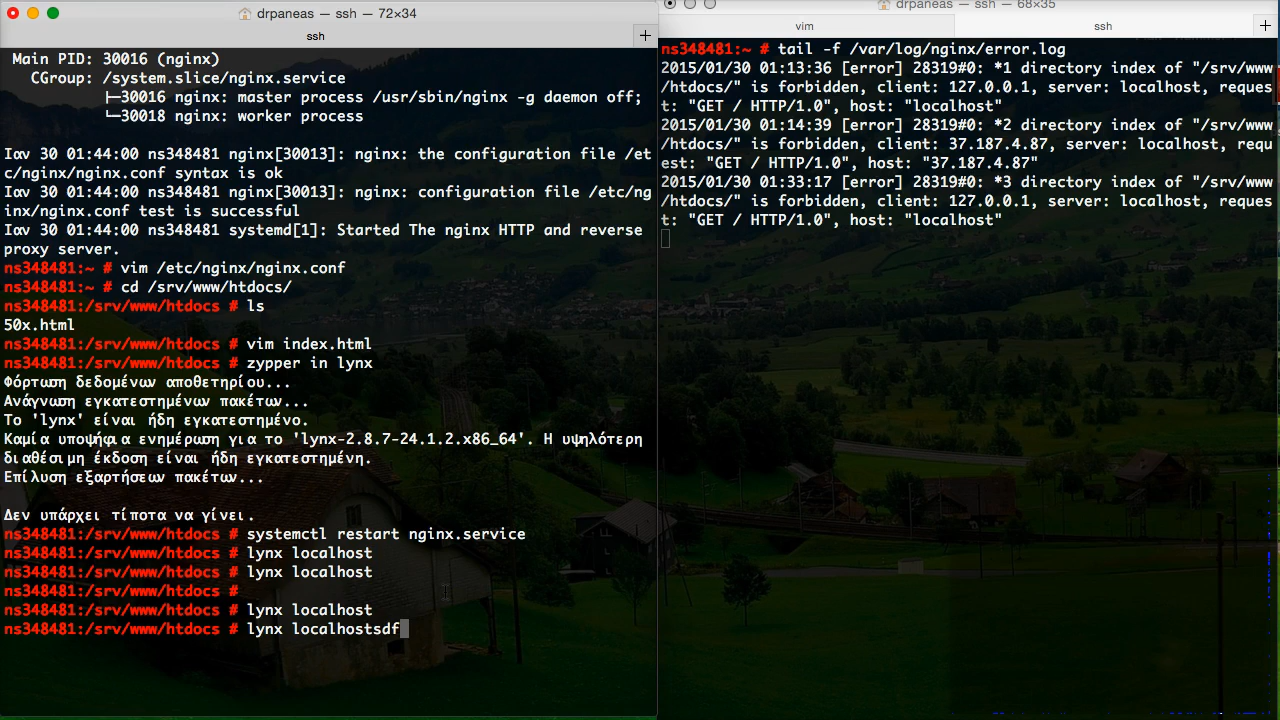 drpaneas — ssh — 72×34
ssh
+
Main PID: 30016 (nginx)
CGroup: /system.slice/nginx.service
├─30016 nginx: master process /usr/sbin/nginx -g daemon off;
└─30018 nginx: worker process
Ιαν 30 01:44:00 ns348481 nginx[30013]: nginx: the configuration file /et
c/nginx/nginx.conf syntax is ok
Ιαν 30 01:44:00 ns348481 nginx[30013]: nginx: configuration file /etc/ng
inx/nginx.conf test is successful
Ιαν 30 01:44:00 ns348481 systemd[1]: Started The nginx HTTP and reverse
proxy server.
ns348481:~ # vim /etc/nginx/nginx.conf
ns348481:~ # cd /srv/www/htdocs/
ns348481:/srv/www/htdocs # ls
50x.html
ns348481:/srv/www/htdocs # vim index.html
ns348481:/srv/www/htdocs # zypper in lynx
Φόρτωση δεδομένων αποθετηρίου...
Ανάγνωση εγκατεστημένων πακέτων...
Το 'lynx' είναι ήδη εγκατεστημένο.
Καμία υποψήφια ενημέρωση για το 'lynx-2.8.7-24.1.2.x86_64'. Η υψηλότερη
διαθέσιμη έκδοση είναι ήδη εγκατεστημένη.
Επίλυση εξαρτήσεων πακέτων...
Δεν υπάρχει τίποτα να γίνει.
ns348481:/srv/www/htdocs # systemctl restart nginx.service
ns348481:/srv/www/htdocs # lynx localhost
ns348481:/srv/www/htdocs # lynx localhost
ns348481:/srv/www/htdocs #
ns348481:/srv/www/htdocs # lynx localhost
ns348481:/srv/www/htdocs # lynx localhostsdf
drpaneas — ssh — 68×35
vim
ssh
+
ns348481:~ # tail -f /var/log/nginx/error.log
2015/01/30 01:13:36 [error] 28319#0: *1 directory index of "/srv/www
/htdocs/" is forbidden, client: 127.0.0.1, server: localhost, reques
t: "GET / HTTP/1.0", host: "localhost"
2015/01/30 01:14:39 [error] 28319#0: *2 directory index of "/srv/www
/htdocs/" is forbidden, client: 37.187.4.87, server: localhost, requ
est: "GET / HTTP/1.0", host: "37.187.4.87"
2015/01/30 01:33:17 [error] 28319#0: *3 directory index of "/srv/www
/htdocs/" is forbidden, client: 127.0.0.1, server: localhost, reques
t: "GET / HTTP/1.0", host: "localhost"